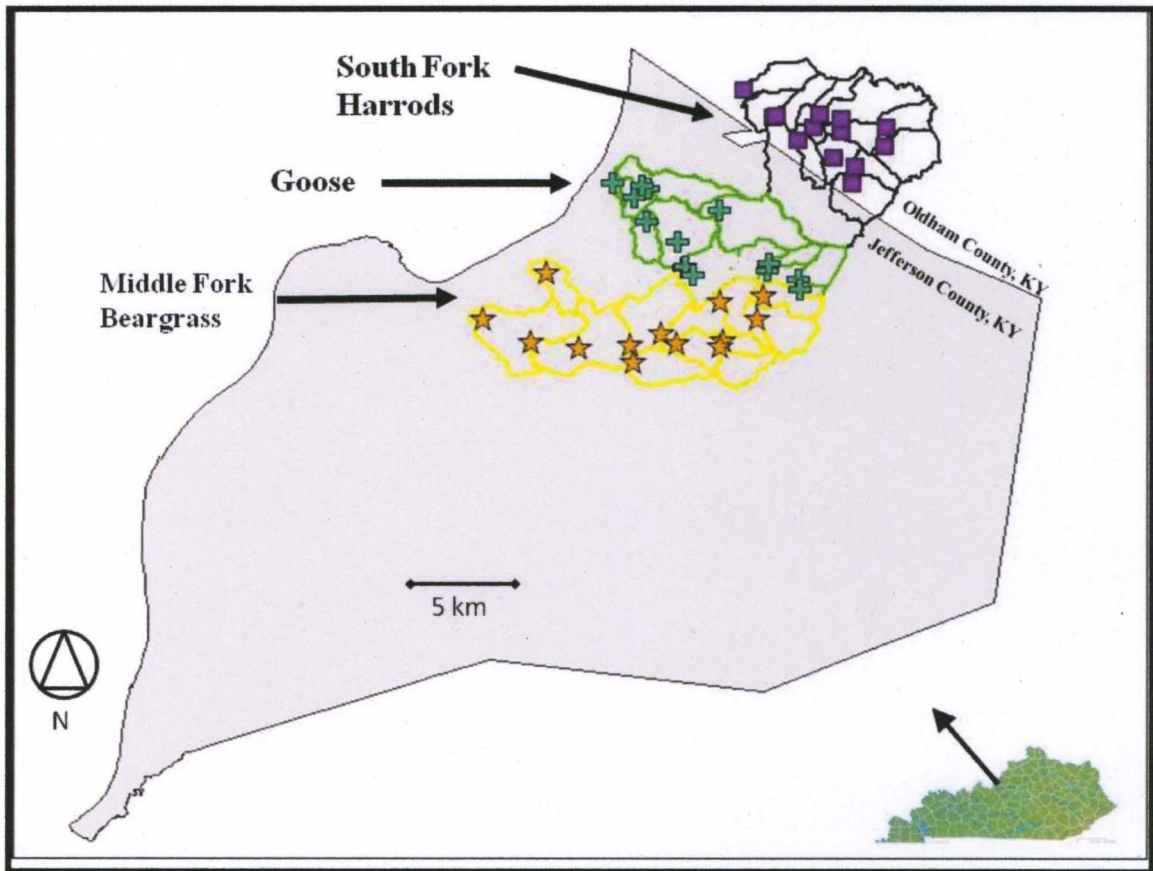 South Fork
Harrods
Goose
Middle Fork
Beargrass
Oldham County, KY
Jefferson County, KY
5 km
N